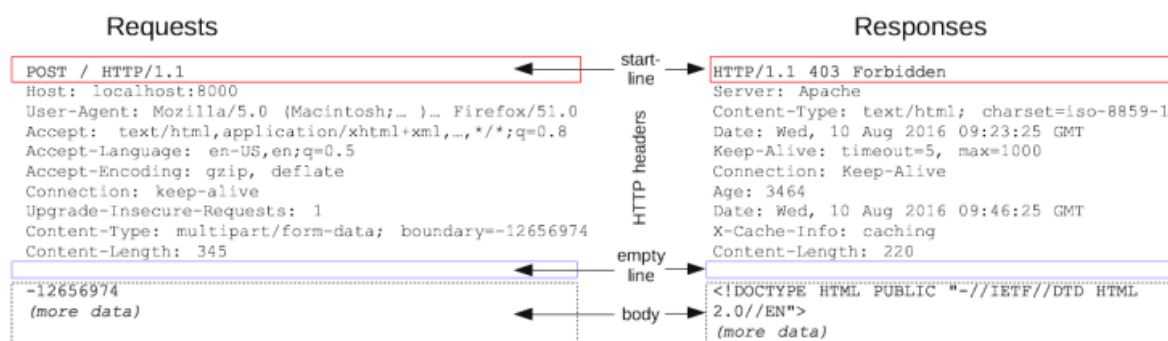 Requests
POST / HTTP/1.1
Host: localhost:8000
User-Agent: Mozilla/5.0 (Macintosh;… )… Firefox/51.0
Accept: text/html,application/xhtml+xml,…,*/*;q=0.8
Accept-Language: en-US,en;q=0.5
Accept-Encoding: gzip, deflate
Connection: keep-alive
Upgrade-Insecure-Requests: 1
Content-Type: multipart/form-data; boundary=-12656974
Content-Length: 345
-12656974
(more data)
start-
line
HTTP headers
empty
line
body
Responses
HTTP/1.1 403 Forbidden
Server: Apache
Content-Type: text/html; charset=iso-8859-1
Date: Wed, 10 Aug 2016 09:23:25 GMT
Keep-Alive: timeout=5, max=1000
Connection: Keep-Alive
Age: 3464
Date: Wed, 10 Aug 2016 09:46:25 GMT
X-Cache-Info: caching
Content-Length: 220
<!DOCTYPE HTML PUBLIC "-//IETF//DTD HTML
2.0//EN">
(more data)